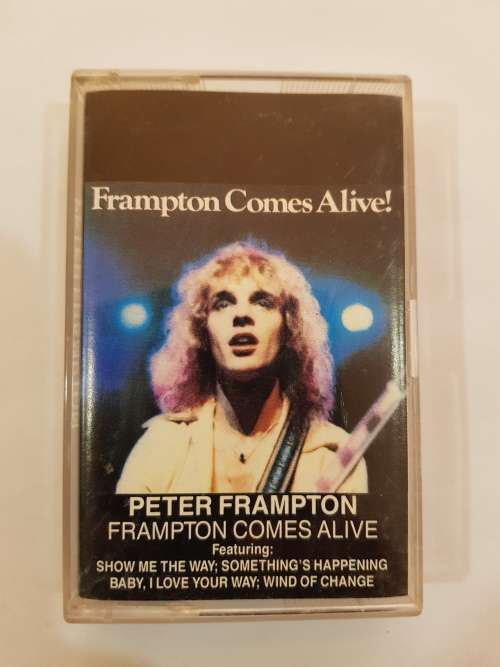 Frampton Comes Alive!
PETER FRAMPTON
FRAMPTON COMES ALIVE
Featuring:
SHOW ME THE WAY; SOMETHING'S HAPPENING
BABY, I LOVE YOUR WAY; WIND OF CHANGE